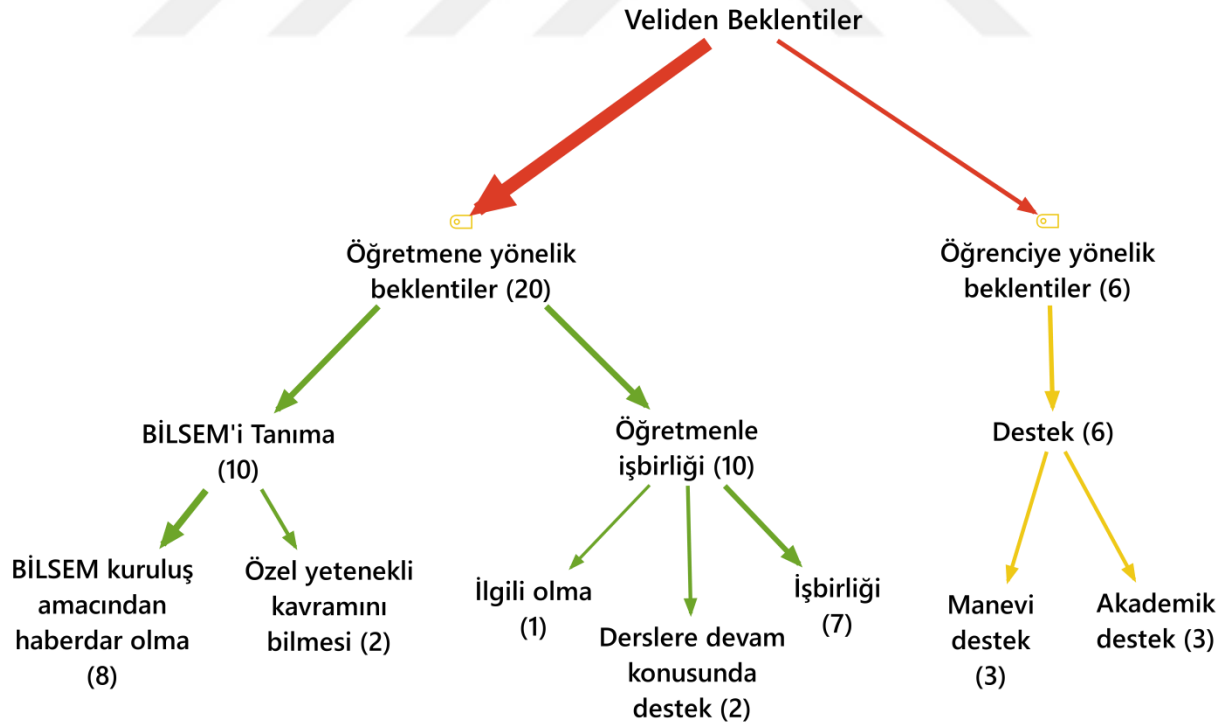 Veliden Beklentiler
Öğretmene yönelik
beklentiler (20)
Öğrenciye yönelik
beklentiler (6)
BİLSEM'i Tanıma
(10)
Öğretmenle
işbirliği (10)
Destek (6)
BİLSEM kuruluş
amacından
haberdar olma
(8)
Özel yetenekli
kavramını
bilmesi (2)
İlgili olma
(1)
Derslere devam
konusunda
destek (2)
İşbirliği
(7)
Manevi
destek
(3)
Akademik
destek (3)